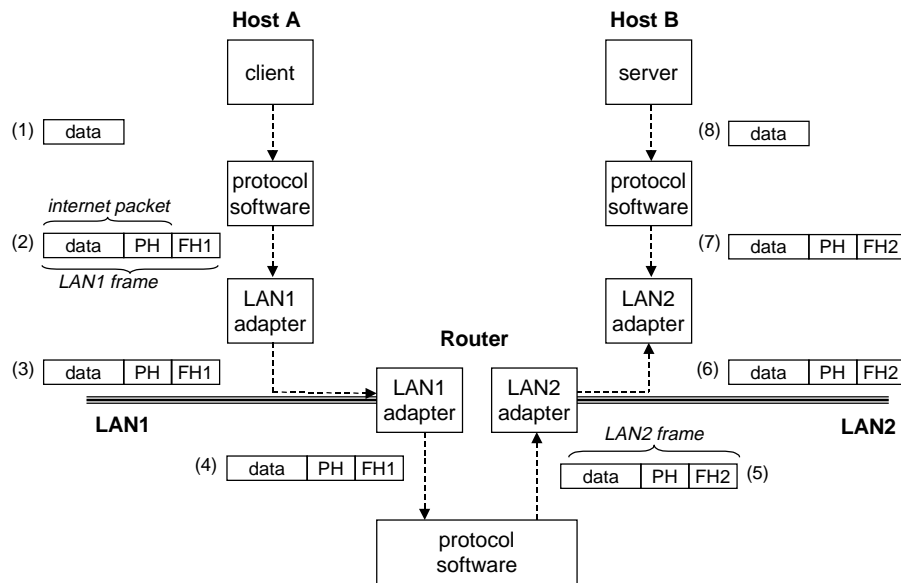 Host A
Host B
client
server
(1) data
(8) data
protocol
software
protocol
software
internet packet
(2) data PH FH1
LAN1 frame
(7) data PH FH2
LAN1
adapter
LAN2
adapter
Router
(3) data PH FH1
(6) data PH FH2
LAN1
adapter
LAN2
adapter
LAN1
LAN2
LAN2 frame
(4) data PH FH1
data PH FH2 (5)
protocol
software